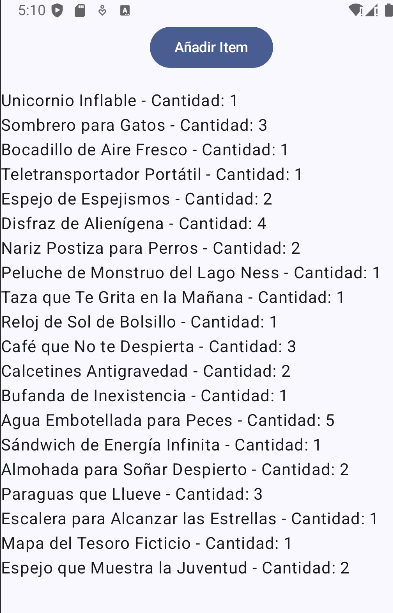 5:10
Añadir Item
Unicornio Inflable - Cantidad: 1
Sombrero para Gatos - Cantidad: 3
Bocadillo de Aire Fresco - Cantidad: 1
Teletransportador Portátil - Cantidad: 1
Espejo de Espejismos - Cantidad: 2
Disfraz de Alienígena - Cantidad: 4
Nariz Postiza para Perros - Cantidad: 2
Peluche de Monstruo del Lago Ness - Cantidad: 1
Taza que Te Grita en la Mañana - Cantidad: 1
Reloj de Sol de Bolsillo - Cantidad: 1
Café que No te Despierta - Cantidad: 3
Calcetines Antigravedad - Cantidad: 2
Bufanda de Inexistencia - Cantidad: 1
Agua Embotellada para Peces - Cantidad: 5
Sándwich de Energía Infinita - Cantidad: 1
Almohada para Soñar Despierto - Cantidad: 2
Paraguas que Llueve - Cantidad: 3
Escalera para Alcanzar las Estrellas - Cantidad: 1
Mapa del Tesoro Ficticio - Cantidad: 1
Espejo que Muestra la Juventud - Cantidad: 2